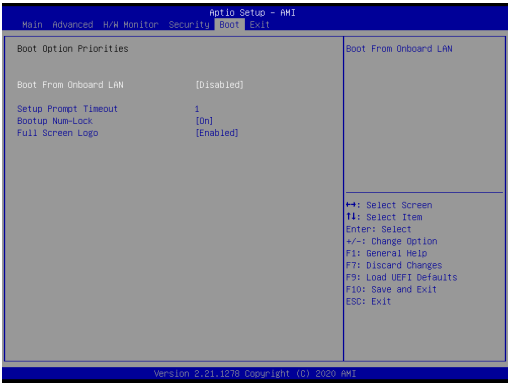 Aptio Setup – AMI
Main Advanced H/W Monitor Security Boot Exit
Boot Option Priorities
Boot From Onboard LAN [Disabled]
Setup Prompt Timeout 1
Bootup Num-Lock [On]
Full Screen Logo [Enabled]
Boot From Onboard LAN
↔: Select Screen
↑↓: Select Item
Enter: Select
+/-: Change Option
F1: General Help
F7: Discard Changes
F9: Load UEFI Defaults
F10: Save and Exit
ESC: Exit
Version 2.21.1278 Copyright (C) 2020 AMI